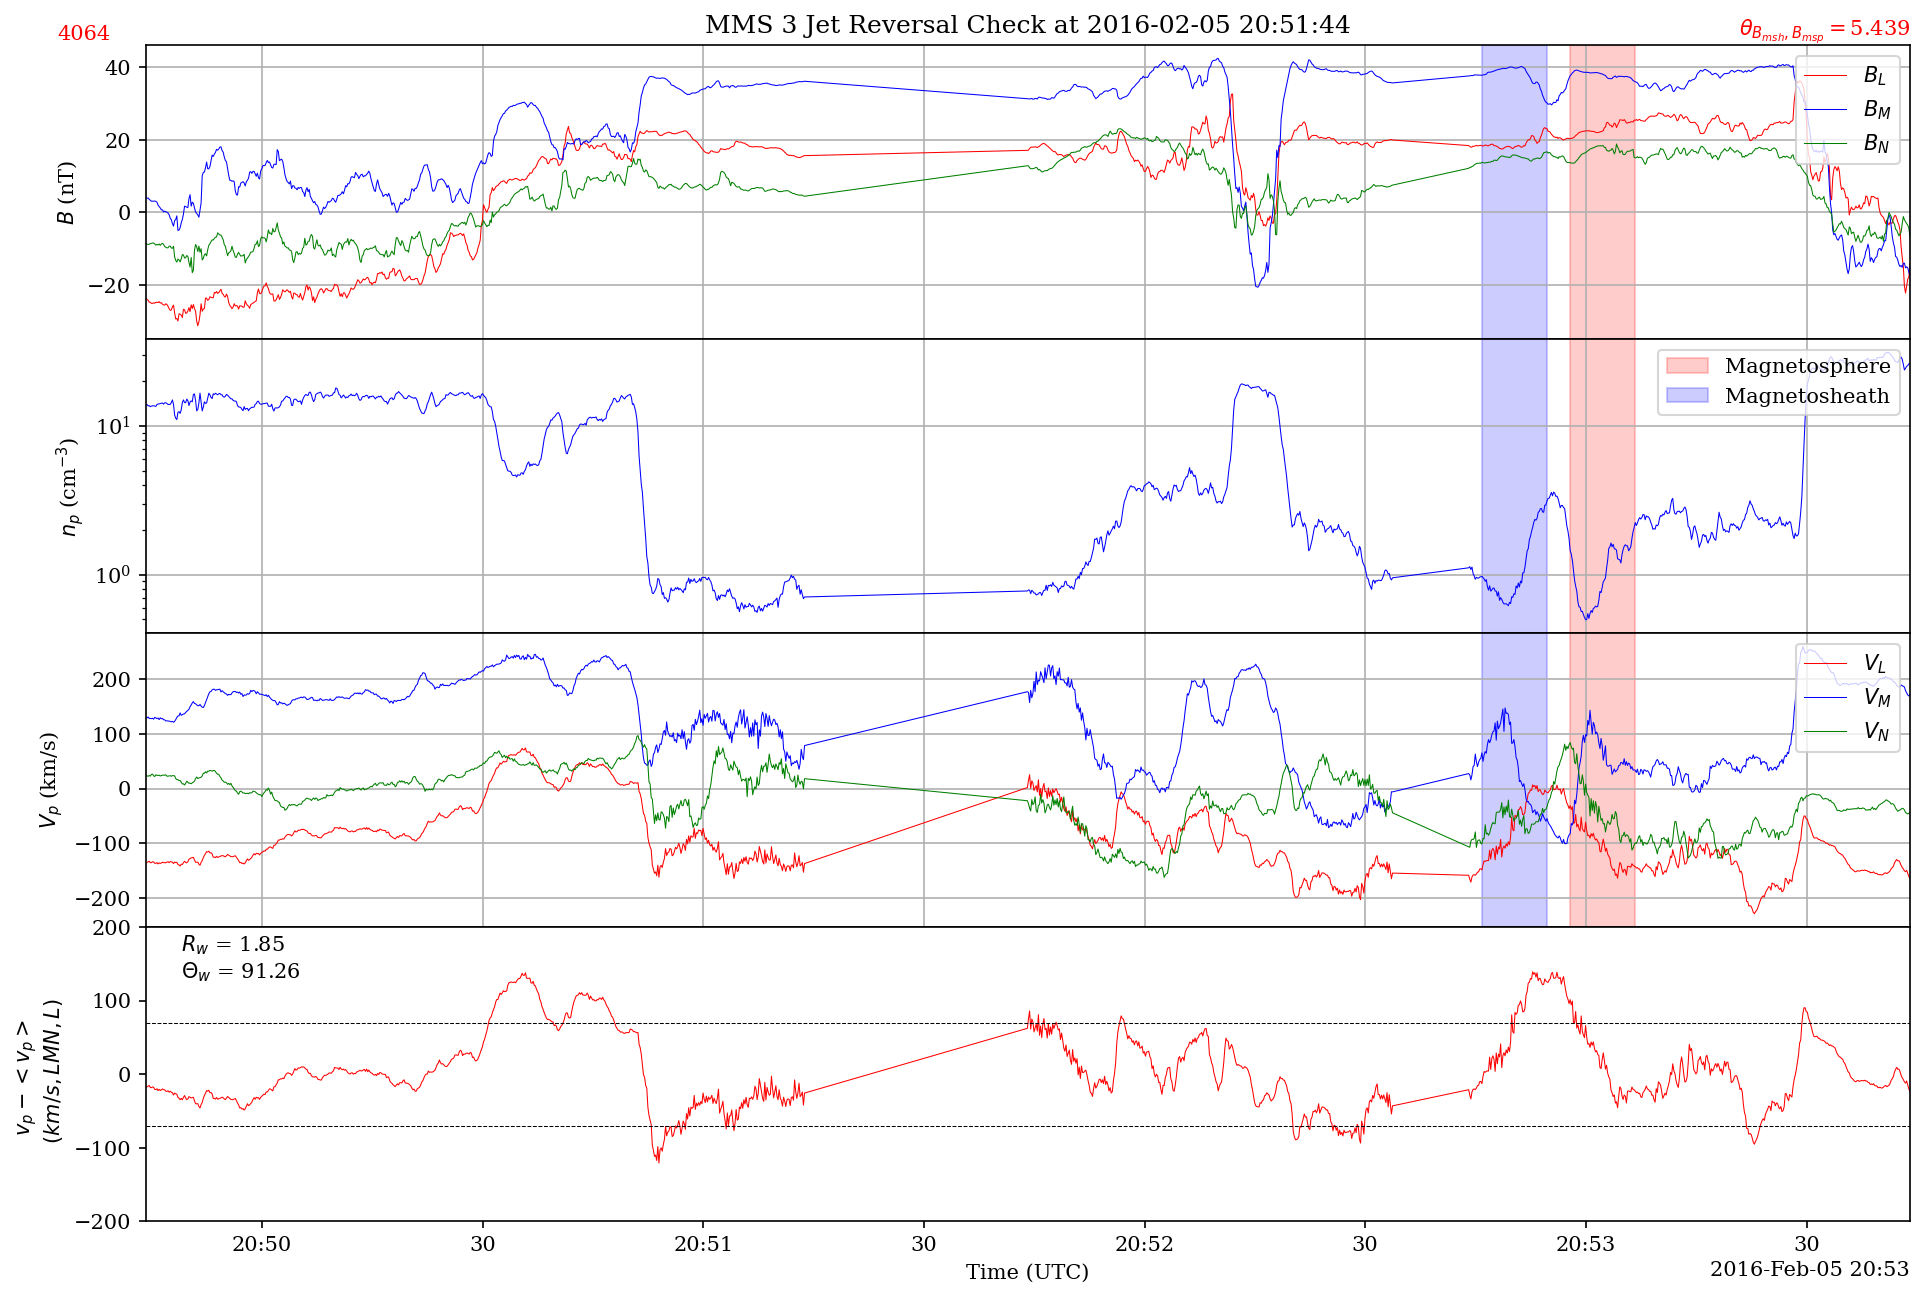 MMS 3 Jet Reversal Check at 2016-02-05 20:51:44
4064
θ_{B_{msh}, B_{msp}} = 5.439
40
20
0
−20
B (nT)
B_L
B_M
B_N
10^1
10^0
n_p (cm^{−3})
Magnetosphere
Magnetosheath
200
100
0
−100
−200
V_p (km/s)
V_L
V_M
V_N
200
100
0
−100
−200
v_p − <v_p>
(km/s, LMN, L)
R_w = 1.85
Θ_w = 91.26
20:50
30
20:51
30
20:52
30
20:53
30
Time (UTC)
2016-Feb-05 20:53